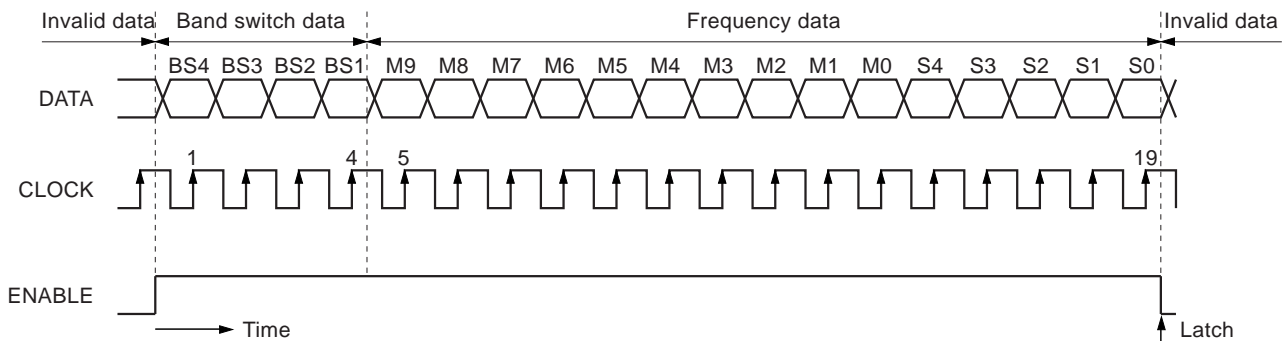 Invalid data Band switch data Frequency data Invalid data
BS4 BS3 BS2 BS1 M9 M8 M7 M6 M5 M4 M3 M2 M1 M0 S4 S3 S2 S1 S0
DATA
1 4 5 19
CLOCK
ENABLE
Time Latch